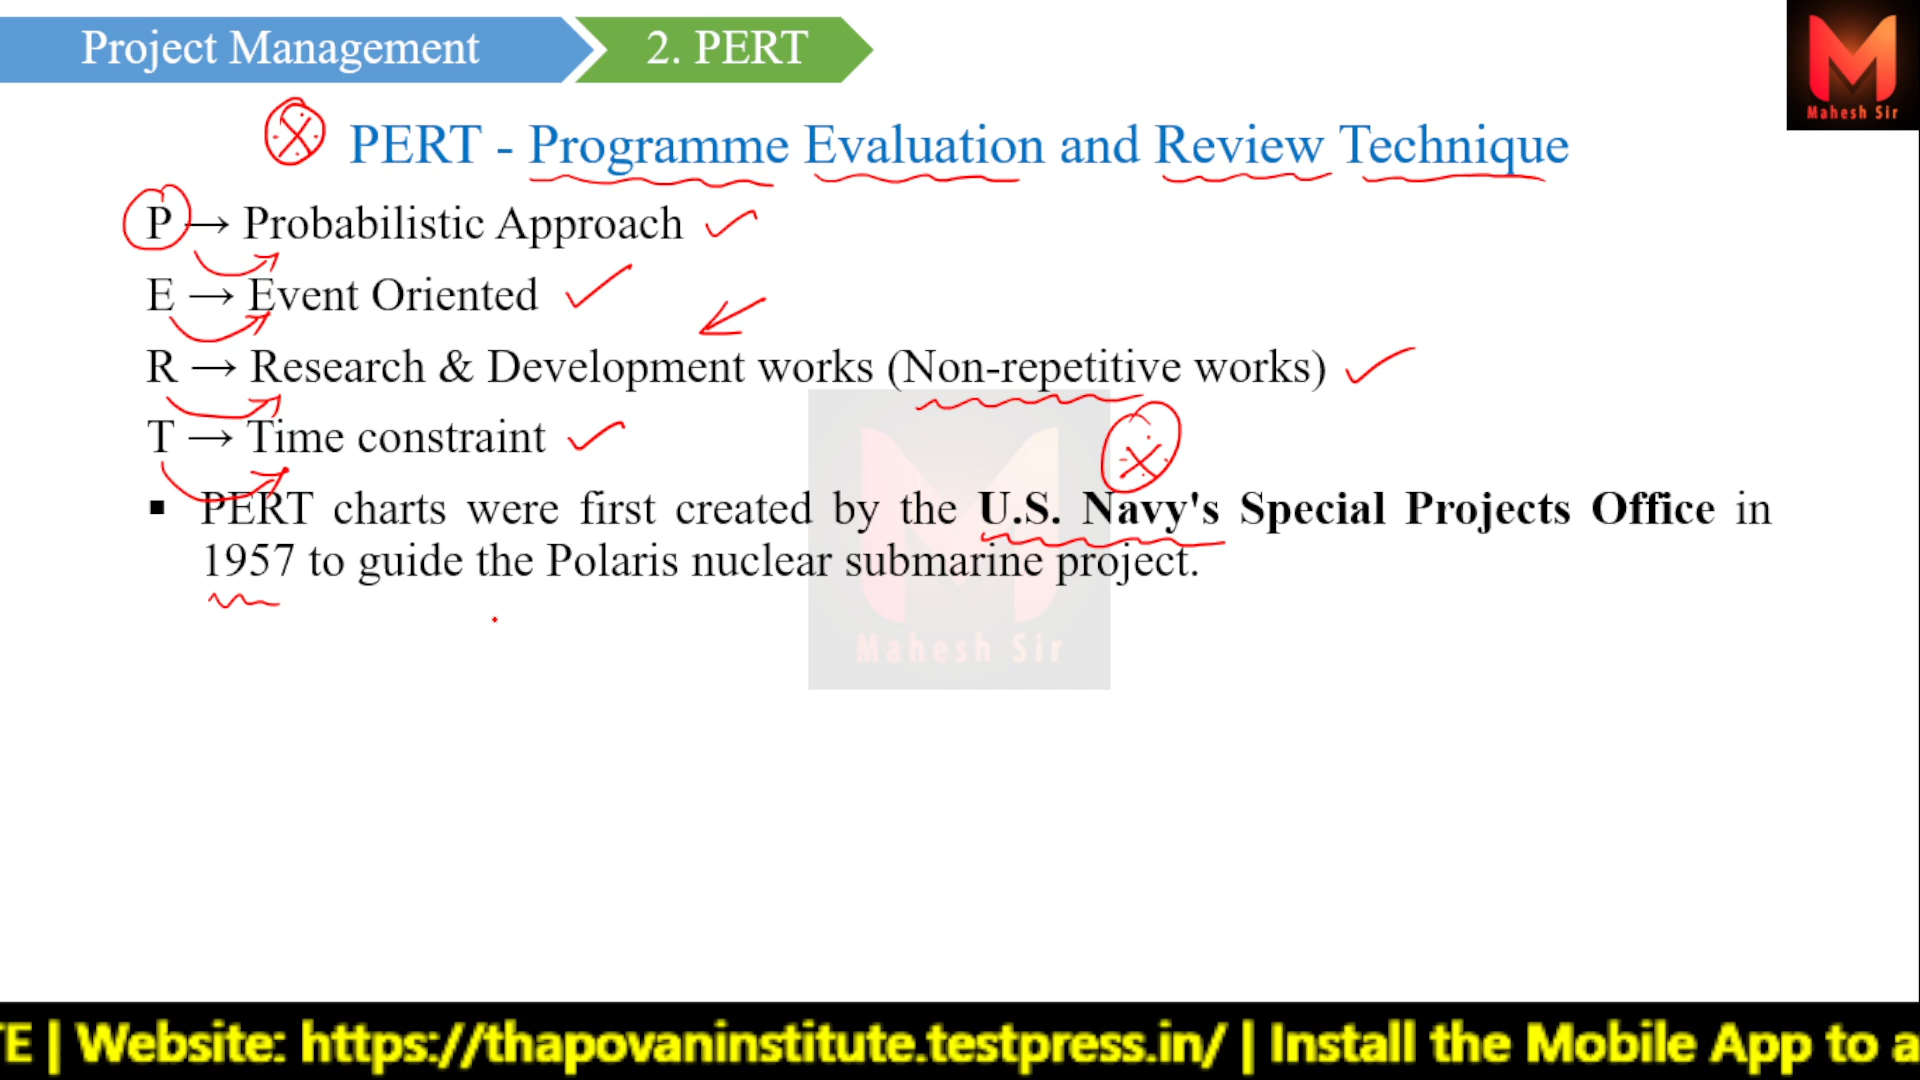 Project Management
2. PERT
Mahesh Sir
PERT - Programme Evaluation and Review Technique
P → Probabilistic Approach
E → Event Oriented
R → Research & Development works (Non-repetitive works)
T → Time constraint
▪ PERT charts were first created by the U.S. Navy's Special Projects Office in
1957 to guide the Polaris nuclear submarine project.
Mahesh Sir
TE | Website: https://thapovaninstitute.testpress.in/ | Install the Mobile App to a